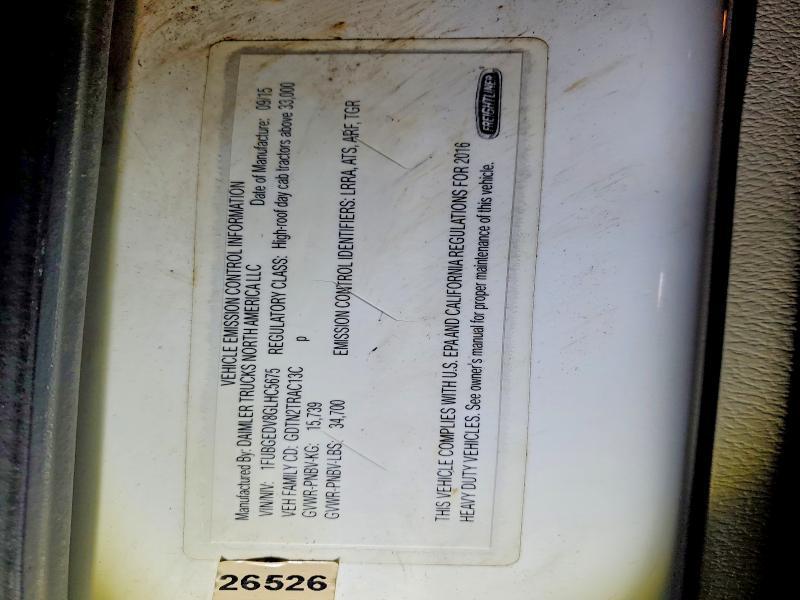 VEHICLE EMISSION CONTROL INFORMATION
Manufactured By: DAIMLER TRUCKS NORTH AMERICA LLC Date of Manufacture: 09/15
VIN/NIV: 1FUBGEDV8GLHC5675 REGULATORY CLASS: High-roof day cab tractors above 33,000
VEH FAMILY CD: GDTN2TRAC13C p
GVWR-PNBV-KG: 15,739
GVWR-PNBV-LBS: 34,700 EMISSION CONTROL IDENTIFIERS: LRRA, ATS, ARF, TGR
THIS VEHICLE COMPLIES WITH U.S. EPA AND CALIFORNIA REGULATIONS FOR 2016
HEAVY DUTY VEHICLES. See owner's manual for proper maintenance of this vehicle.
FREIGHTLINER
26526